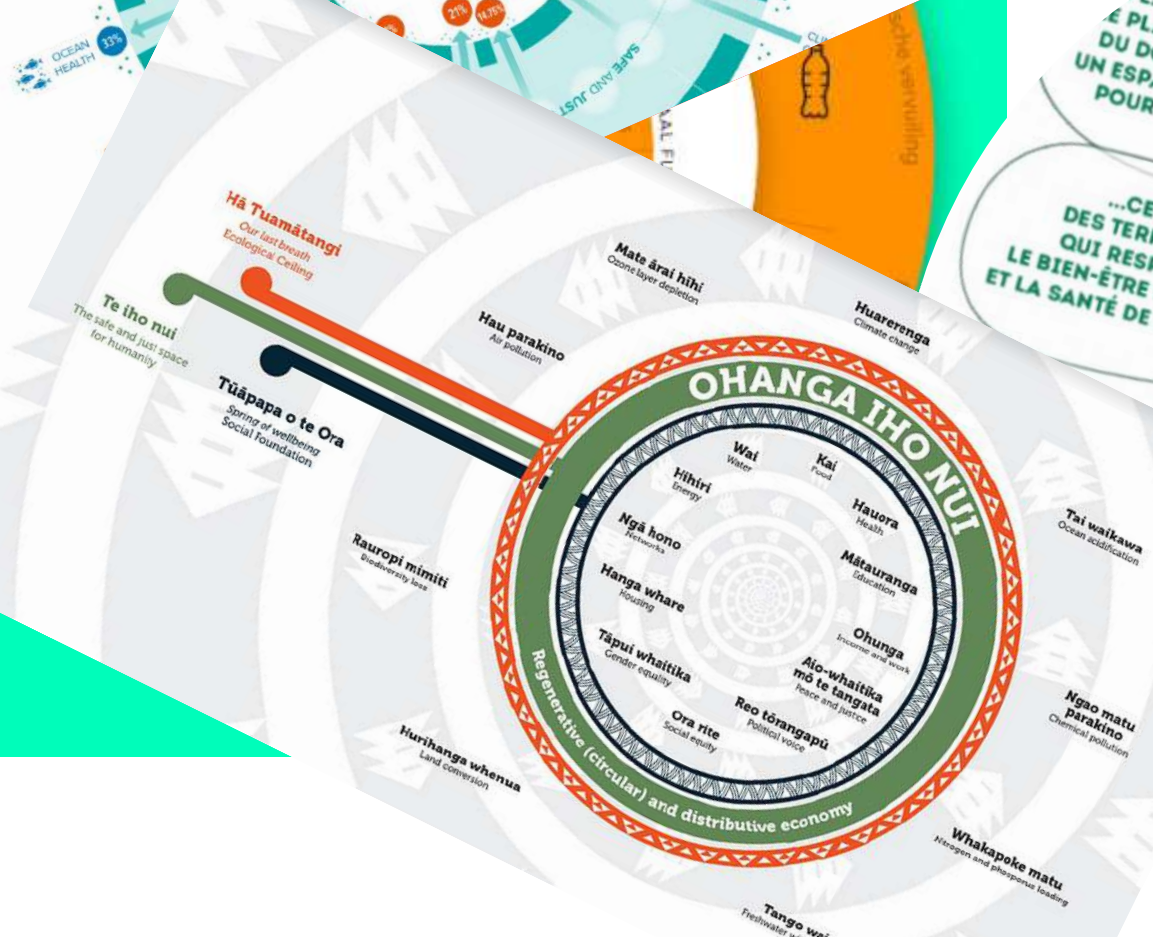 OCEAN
HEALTH
33%
21%
14.75%
SAFE AND JUST
...CE
UN ESPA
POUR
DU DO
DES TERR
QUI RESP
LE BIEN-ÊTRE
ET LA SANTÉ DE
Hā Tuamātangi
Our last breath
Ecological Ceiling
Te iho nui
The safe and just space
for humanity
Tūāpapa o te Ora
Spring of wellbeing
Social Foundation
Mate ārai hīhī
Ozone layer depletion
Hau parakino
Air pollution
Huarerenga
Climate change
Tai waikawa
Ocean acidification
Ngao matu
parakino
Chemical pollution
Whakapoke matu
Nitrogen and phosporus loading
Tango wai
Freshwater w
Hurihanga whenua
Land conversion
Rauropi mimiti
Biodiversity loss
OHANGA IHO NUI
Regenerative (circular) and distributive economy
Wai
Water
Kai
Food
Hauora
Health
Mātauranga
Education
Ohunga
Income and work
Aio-whaitika
mō te tangata
Peace and justice
Reo tōrangapū
Political voice
Ora rite
Social equity
Tāpui whaitika
Gender equality
Hanga whare
Housing
Ngā hono
Networks
Hihiri
Energy